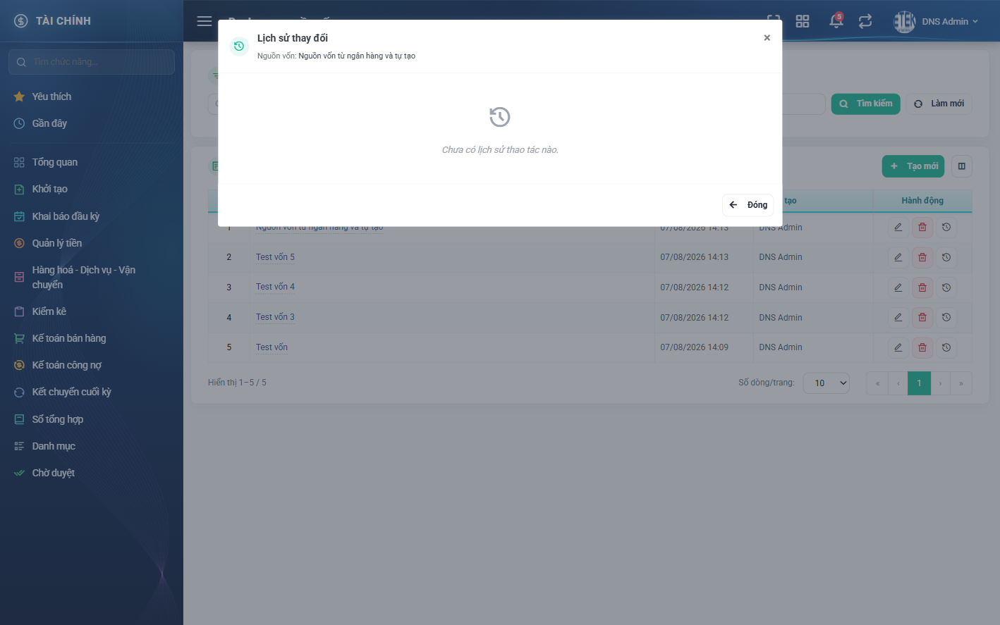 TÀI CHÍNH
Tìm chức năng...
Yêu thích
Gần đây
Tổng quan
Khởi tạo
Khai báo đầu kỳ
Quản lý tiền
Hàng hoá - Dịch vụ - Vận
chuyển
Kiểm kê
Kế toán bán hàng
Kế toán công nợ
Kết chuyển cuối kỳ
Sổ tổng hợp
Danh mục
Chờ duyệt
5
DNS Admin
Lịch sử thay đổi
Nguồn vốn: Nguồn vốn từ ngân hàng và tự tạo
Chưa có lịch sử thao tác nào.
Đóng
Tìm kiếm
Làm mới
Tạo mới
tạo
Hành động
1 Nguồn vốn từ ngân hàng và tự tạo 07/08/2026 14:13 DNS Admin
2 Test vốn 5 07/08/2026 14:13 DNS Admin
3 Test vốn 4 07/08/2026 14:12 DNS Admin
4 Test vốn 3 07/08/2026 14:12 DNS Admin
5 Test vốn 07/08/2026 14:09 DNS Admin
Hiển thị 1–5 / 5
Số dòng/trang: 10
« ‹ 1 › »